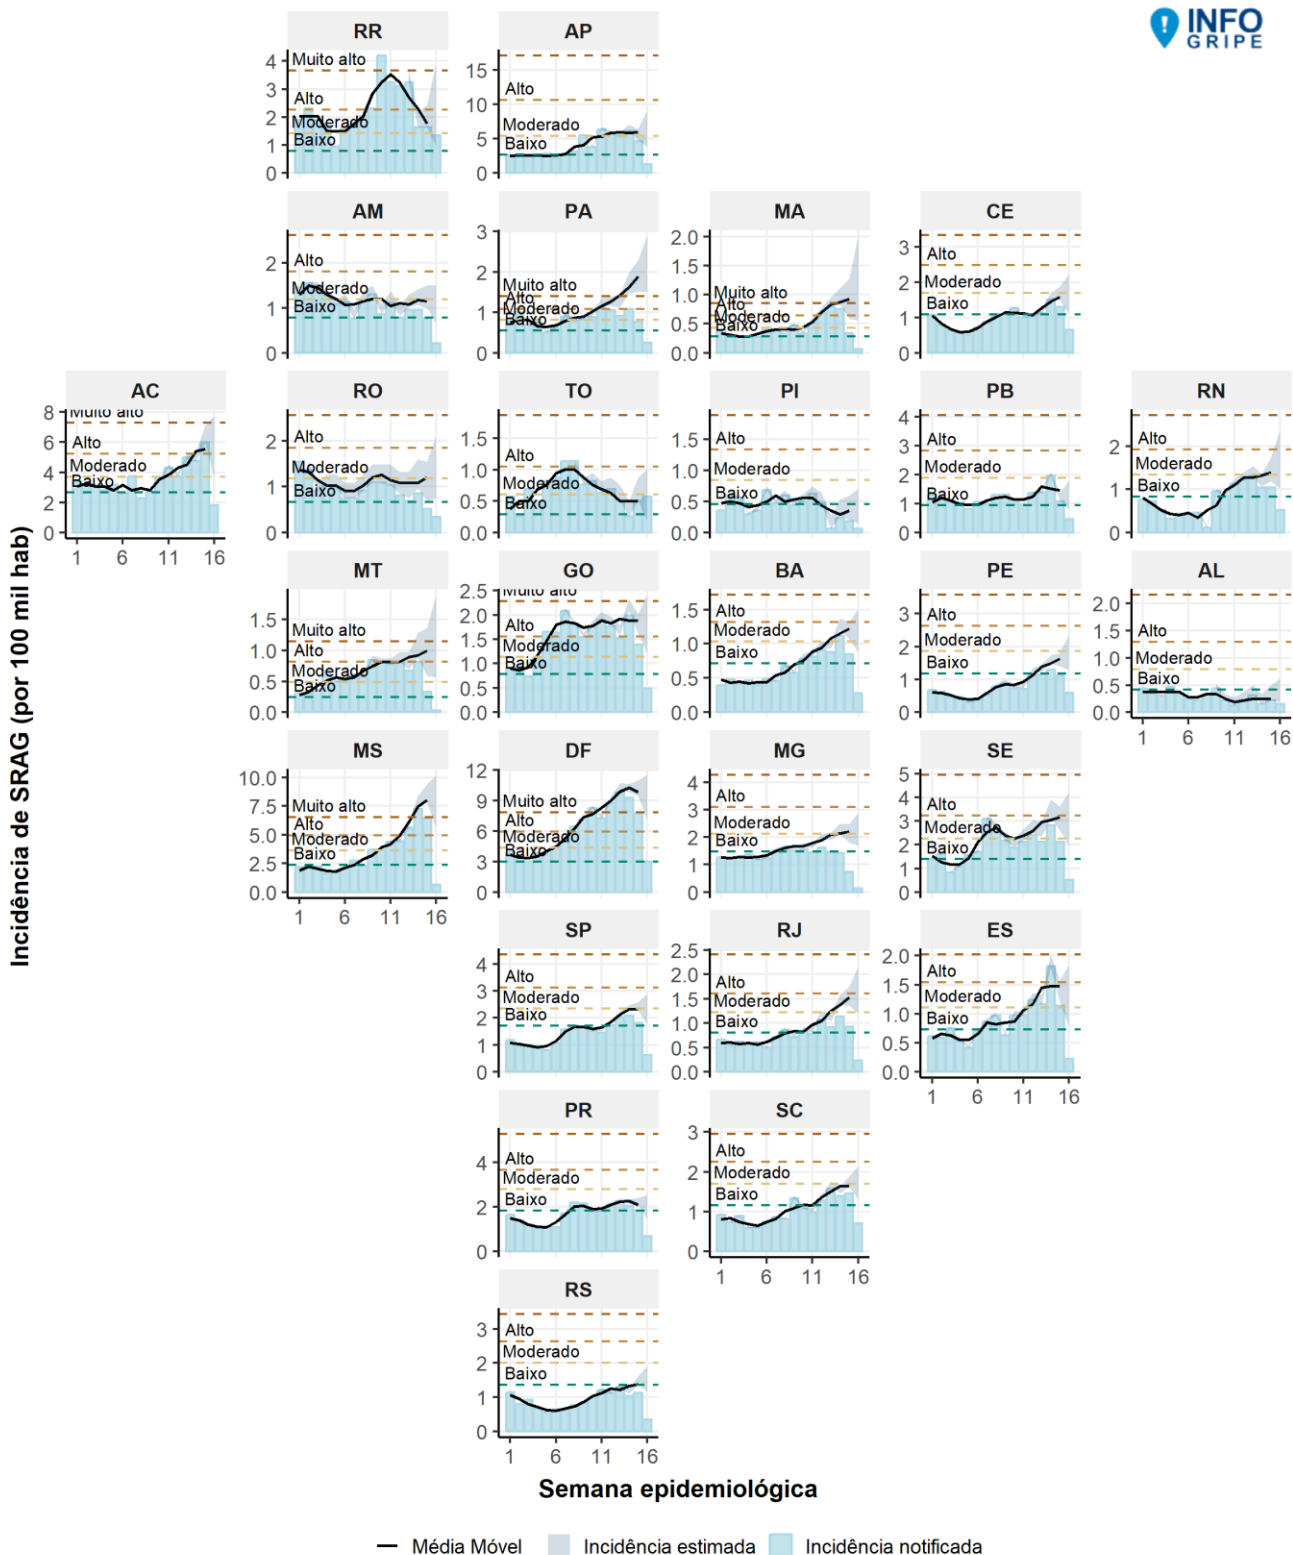 INFO
GRIPE
RR
AP
4
3
2
1
0
Muito alto
Alto
Moderado
Baixo
15
10
5
0
Alto
Moderado
Baixo
AM
PA
MA
CE
2
1
0
Alto
Moderado
Baixo
3
2
1
0
Muito alto
Alto
Moderado
Baixo
2.0
1.5
1.0
0.5
0.0
Muito alto
Alto
Moderado
Baixo
3
2
1
0
Alto
Moderado
Baixo
AC
RO
TO
PI
PB
RN
8
6
4
2
0
Muito alto
Alto
Moderado
Baixo
1 6 11 16
2
1
0
Alto
Moderado
Baixo
1.5
1.0
0.5
0.0
Alto
Moderado
Baixo
1.5
1.0
0.5
0.0
Alto
Moderado
Baixo
4
3
2
1
0
Alto
Moderado
Baixo
2
1
0
Alto
Moderado
Baixo
MT
GO
BA
PE
AL
1.5
1.0
0.5
0.0
Muito alto
Alto
Moderado
Baixo
2.5
2.0
1.5
1.0
0.5
0.0
Muito alto
Alto
Moderado
Baixo
1.5
1.0
0.5
0.0
Alto
Moderado
Baixo
3
2
1
0
Alto
Moderado
Baixo
2.0
1.5
1.0
0.5
0.0
Alto
Moderado
Baixo
1 6 11 16
MS
DF
MG
SE
10.0
7.5
5.0
2.5
0.0
Muito alto
Alto
Moderado
Baixo
1 6 11 16
12
9
6
3
0
Muito alto
Alto
Moderado
Baixo
4
3
2
1
0
Alto
Moderado
Baixo
5
4
3
2
1
0
Alto
Moderado
Baixo
SP
RJ
ES
4
3
2
1
0
Alto
Moderado
Baixo
2.5
2.0
1.5
1.0
0.5
0.0
Alto
Moderado
Baixo
2.0
1.5
1.0
0.5
0.0
Alto
Moderado
Baixo
1 6 11 16
PR
SC
4
2
0
Alto
Moderado
Baixo
3
2
1
0
Alto
Moderado
Baixo
1 6 11 16
RS
3
2
1
0
Alto
Moderado
Baixo
1 6 11 16
Incidência de SRAG (por 100 mil hab)
Semana epidemiológica
Média Móvel Incidência estimada Incidência notificada